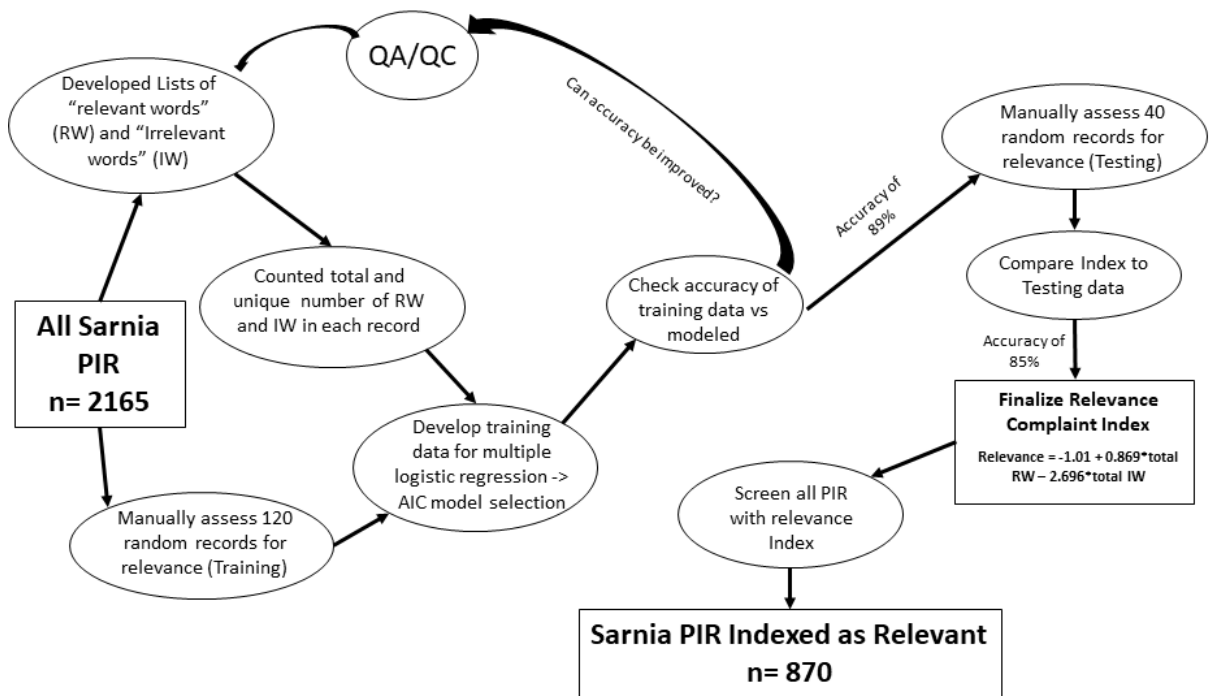 QA/QC
Developed Lists of
“relevant words”
(RW) and “Irrelevant
words” (IW)
Can accuracy be improved?
Manually assess 40
random records for
relevance (Testing)
Accuracy of
89%
Counted total and
unique number of RW
and IW in each record
Check accuracy of
training data vs
modeled
Compare Index to
Testing data
All Sarnia
PIR
n= 2165
Accuracy of
85%
Develop training
data for multiple
logistic regression ->
AIC model selection
Finalize Relevance
Complaint Index
Relevance = -1.01 + 0.869*total
RW – 2.696*total IW
Manually assess 120
random records for
relevance (Training)
Screen all PIR
with relevance
Index
Sarnia PIR Indexed as Relevant
n= 870